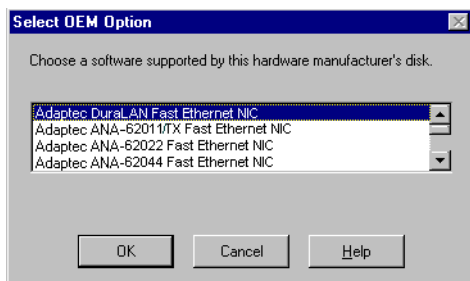 Select OEM Option
Choose a software supported by this hardware manufacturer's disk.
Adaptec DuraLAN Fast Ethernet NIC
Adaptec ANA-62011/TX Fast Ethernet NIC
Adaptec ANA-62022 Fast Ethernet NIC
Adaptec ANA-62044 Fast Ethernet NIC
OK Cancel Help